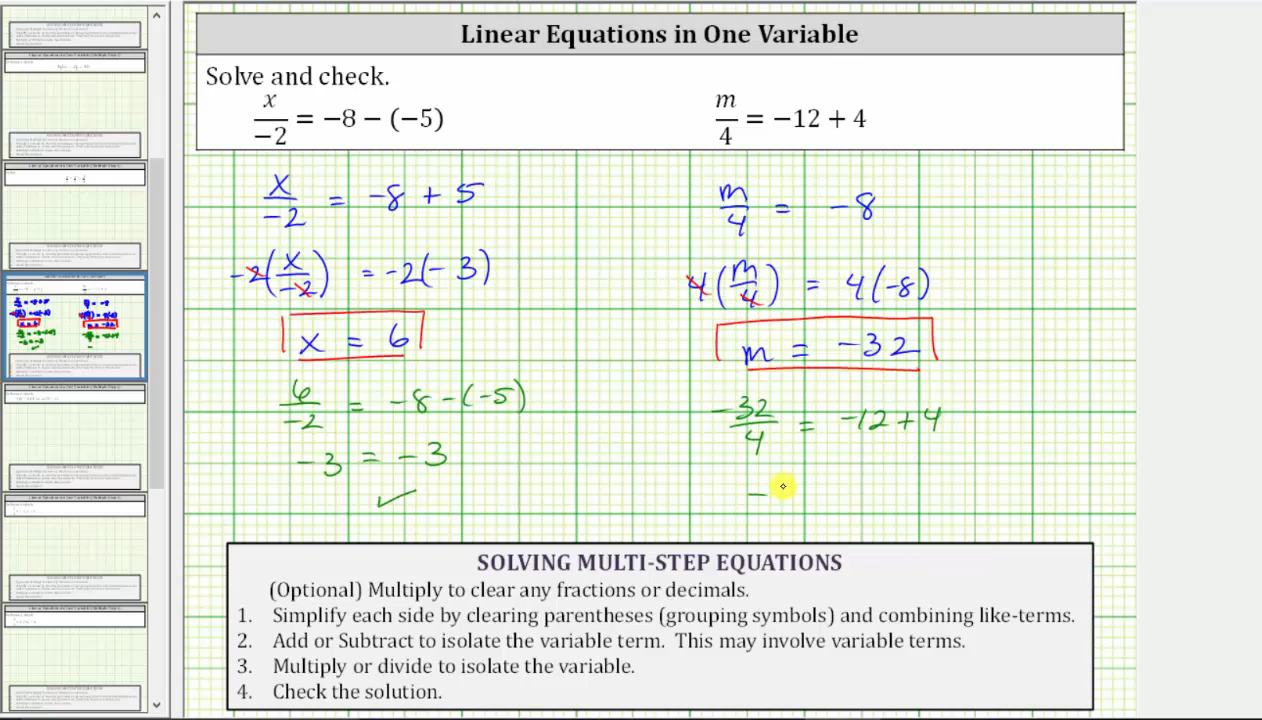 Linear Equations in One Variable
Solve and check.
x/−2 = −8 − (−5)
m/4 = −12 + 4
x/−2 = −8 + 5
−2(x/−2) = −2(−3)
x = 6
6/−2 = −8 −(−5)
−3 = −3
✓
m/4 = −8
4(m/4) = 4(−8)
m = −32
−32/4 = −12 + 4
−
SOLVING MULTI-STEP EQUATIONS
(Optional) Multiply to clear any fractions or decimals.
1. Simplify each side by clearing parentheses (grouping symbols) and combining like-terms.
2. Add or Subtract to isolate the variable term. This may involve variable terms.
3. Multiply or divide to isolate the variable.
4. Check the solution.